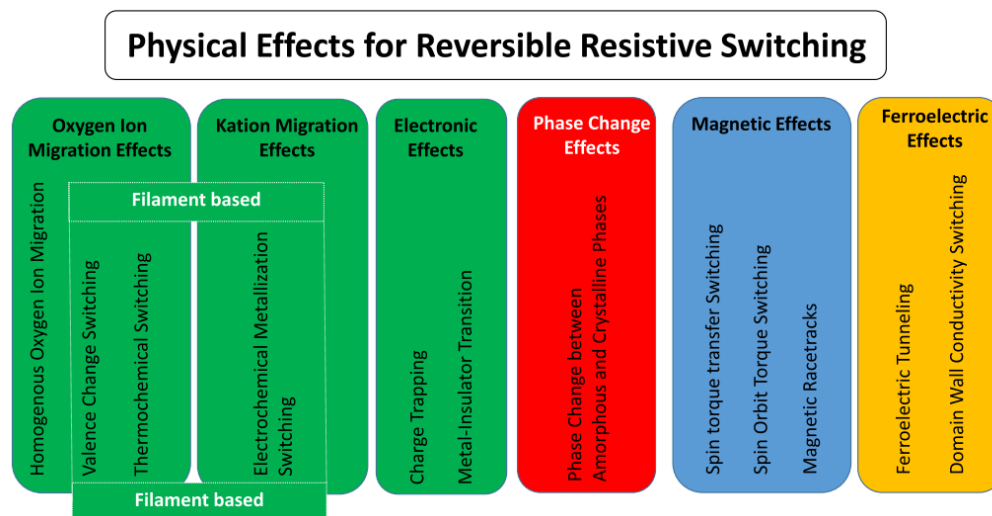 Physical Effects for Reversible Resistive Switching
Oxygen Ion
Migration Effects
Filament based
Homogenous Oxygen Ion Migration
Valence Change Switching
Thermochemical Switching
Filament based
Kation Migration
Effects
Electrochemical Metallization
Switching
Electronic
Effects
Charge Trapping
Metal-Insulator Transition
Phase Change
Effects
Phase Change between
Amorphous and Crystalline Phases
Magnetic Effects
Spin torque transfer Switching
Spin Orbit Torque Switching
Magnetic Racetracks
Ferroelectric
Effects
Ferroelectric Tunneling
Domain Wall Conductivity Switching